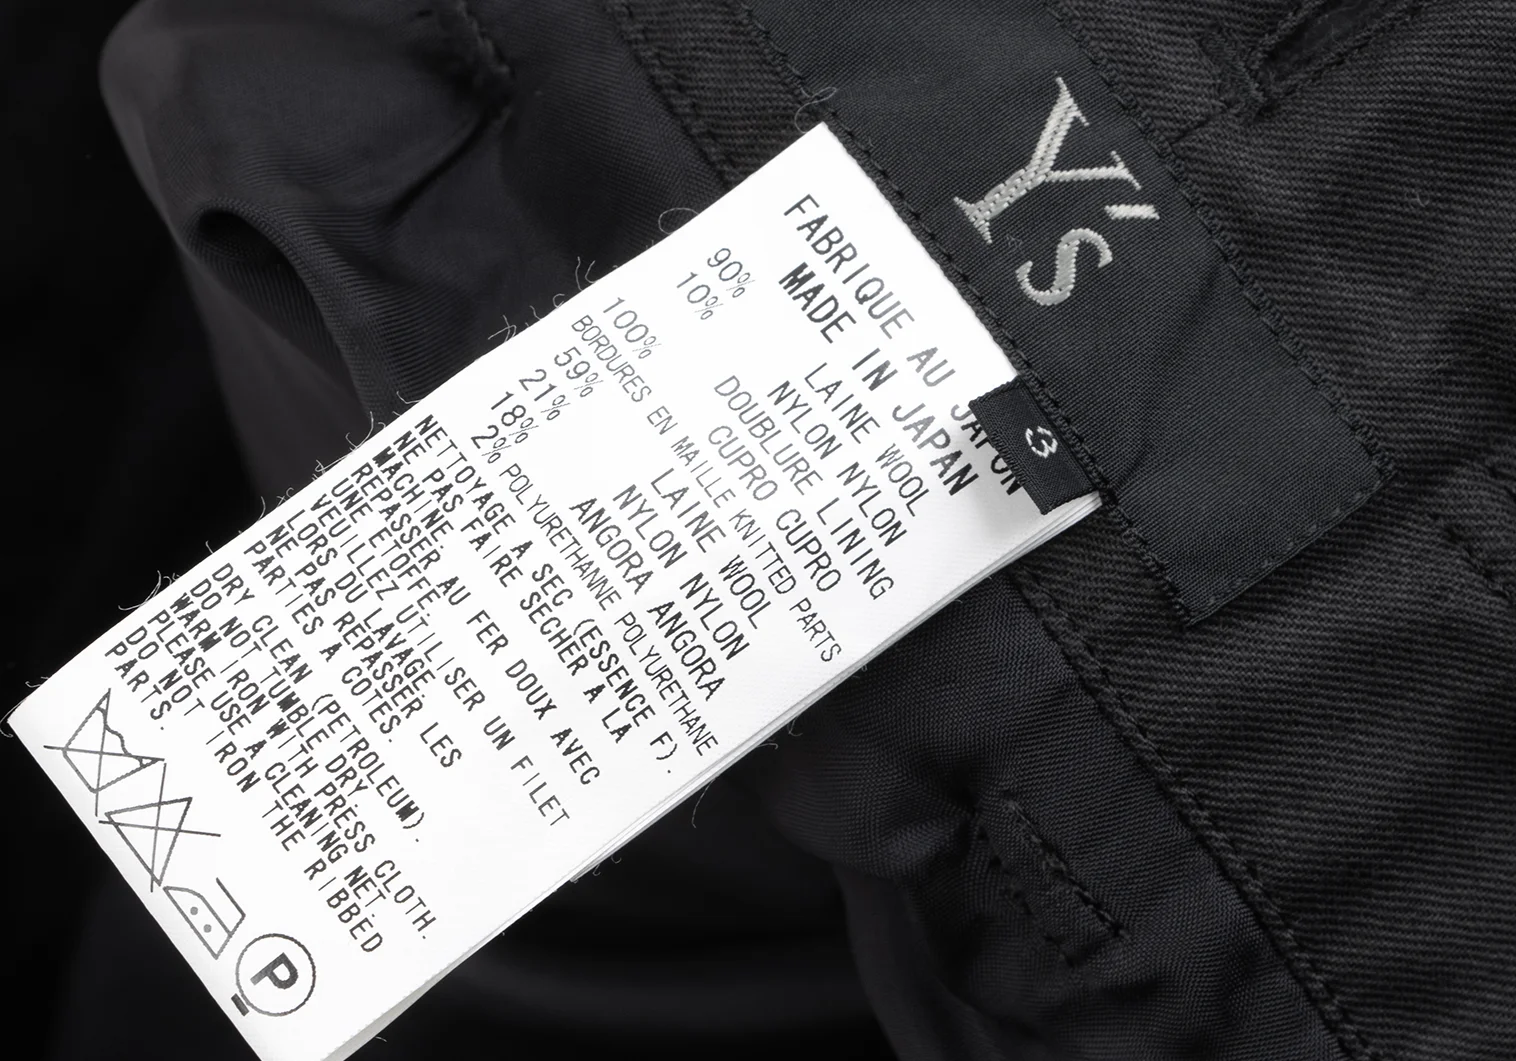 Y's
3
FABRIQUE AU JAPON
MADE IN JAPAN
90% LAINE WOOL
10% NYLON NYLON
DOUBLURE LINING
100% CUPRO CUPRO
BORDURES EN MAILLE KNITTED PARTS
59% LAINE WOOL
21% NYLON NYLON
18% ANGORA ANGORA
2% POLYURETHANNE POLYURETHANE
NETTOYAGE A SEC (ESSENCE F).
NE PAS FAIRE SECHER A LA
MACHINE.
REPASSER AU FER DOUX AVEC
UNE ETOFFE.
VEUILLEZ UTILISER UN FILET
LORS DU LAVAGE.
NE PAS REPASSER LES
PARTIES A COTES.
DRY CLEAN (PETROLEUM).
DO NOT TUMBLE DRY.
WARM IRON WITH PRESS CLOTH.
PLEASE USE A CLEANING NET.
DO NOT IRON THE RIBBED
PARTS.
P